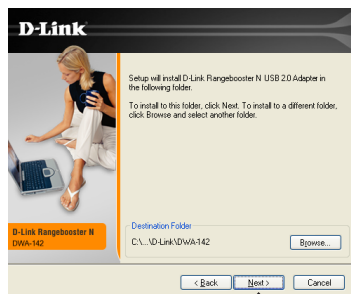 D-Link
Setup will install D-Link Rangebooster N USB 2.0 Adapter in
the following folder.
To install to this folder, click Next. To install to a different folder,
click Browse and select another folder.
D-Link Rangebooster N
DWA-142
Destination Folder
C:\...\D-Link\DWA-142
Browse...
< Back
Next >
Cancel